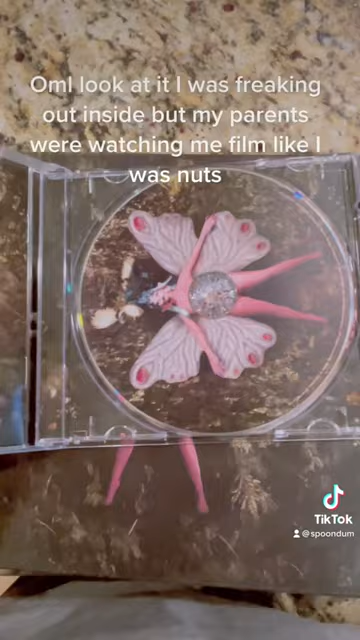 Oml look at it I was freaking
out inside but my parents
were watching me film like I
was nuts
TikTok
@spoondum